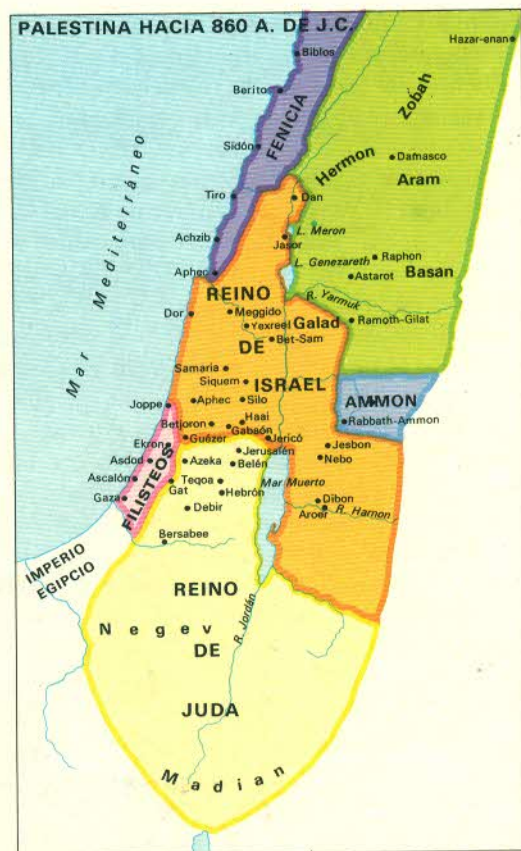 PALESTINA HACIA 860 A. DE J.C.
Hazar-enan
Biblos
Zobah
Berito
FENICIA
Sidón
Hermon
Damasco
Aram
Mar Mediterráneo
Tiro
Dan
L. Meron
Achzib
Jasor
Raphon
L. Genezareth
Aphec
Astarot
Basán
REINO
R. Yarmuk
Dor
Meggido
Galad
Ramoth-Gilat
Yexreel
DE
Bet-Sam
Samaria
Siquem
ISRAEL
AMMON
Aphec
Silo
Joppe
Haai
Rabbath-Ammon
Betjoron
Gabsón
Guézer
Jericó
Ekron
Jerusalén
Jesbon
Asdod
Azeka
Belén
Nebo
Ascalón
FILISTEOS
Teqoa
Mar Muerto
Gaza
Gat
Hebrón
Dibon
Debir
Aroer
R. Harnon
Bersabee
IMPERIO
EGIPCIO
REINO
Negev
R. Jordán
DE
JUDA
Madian